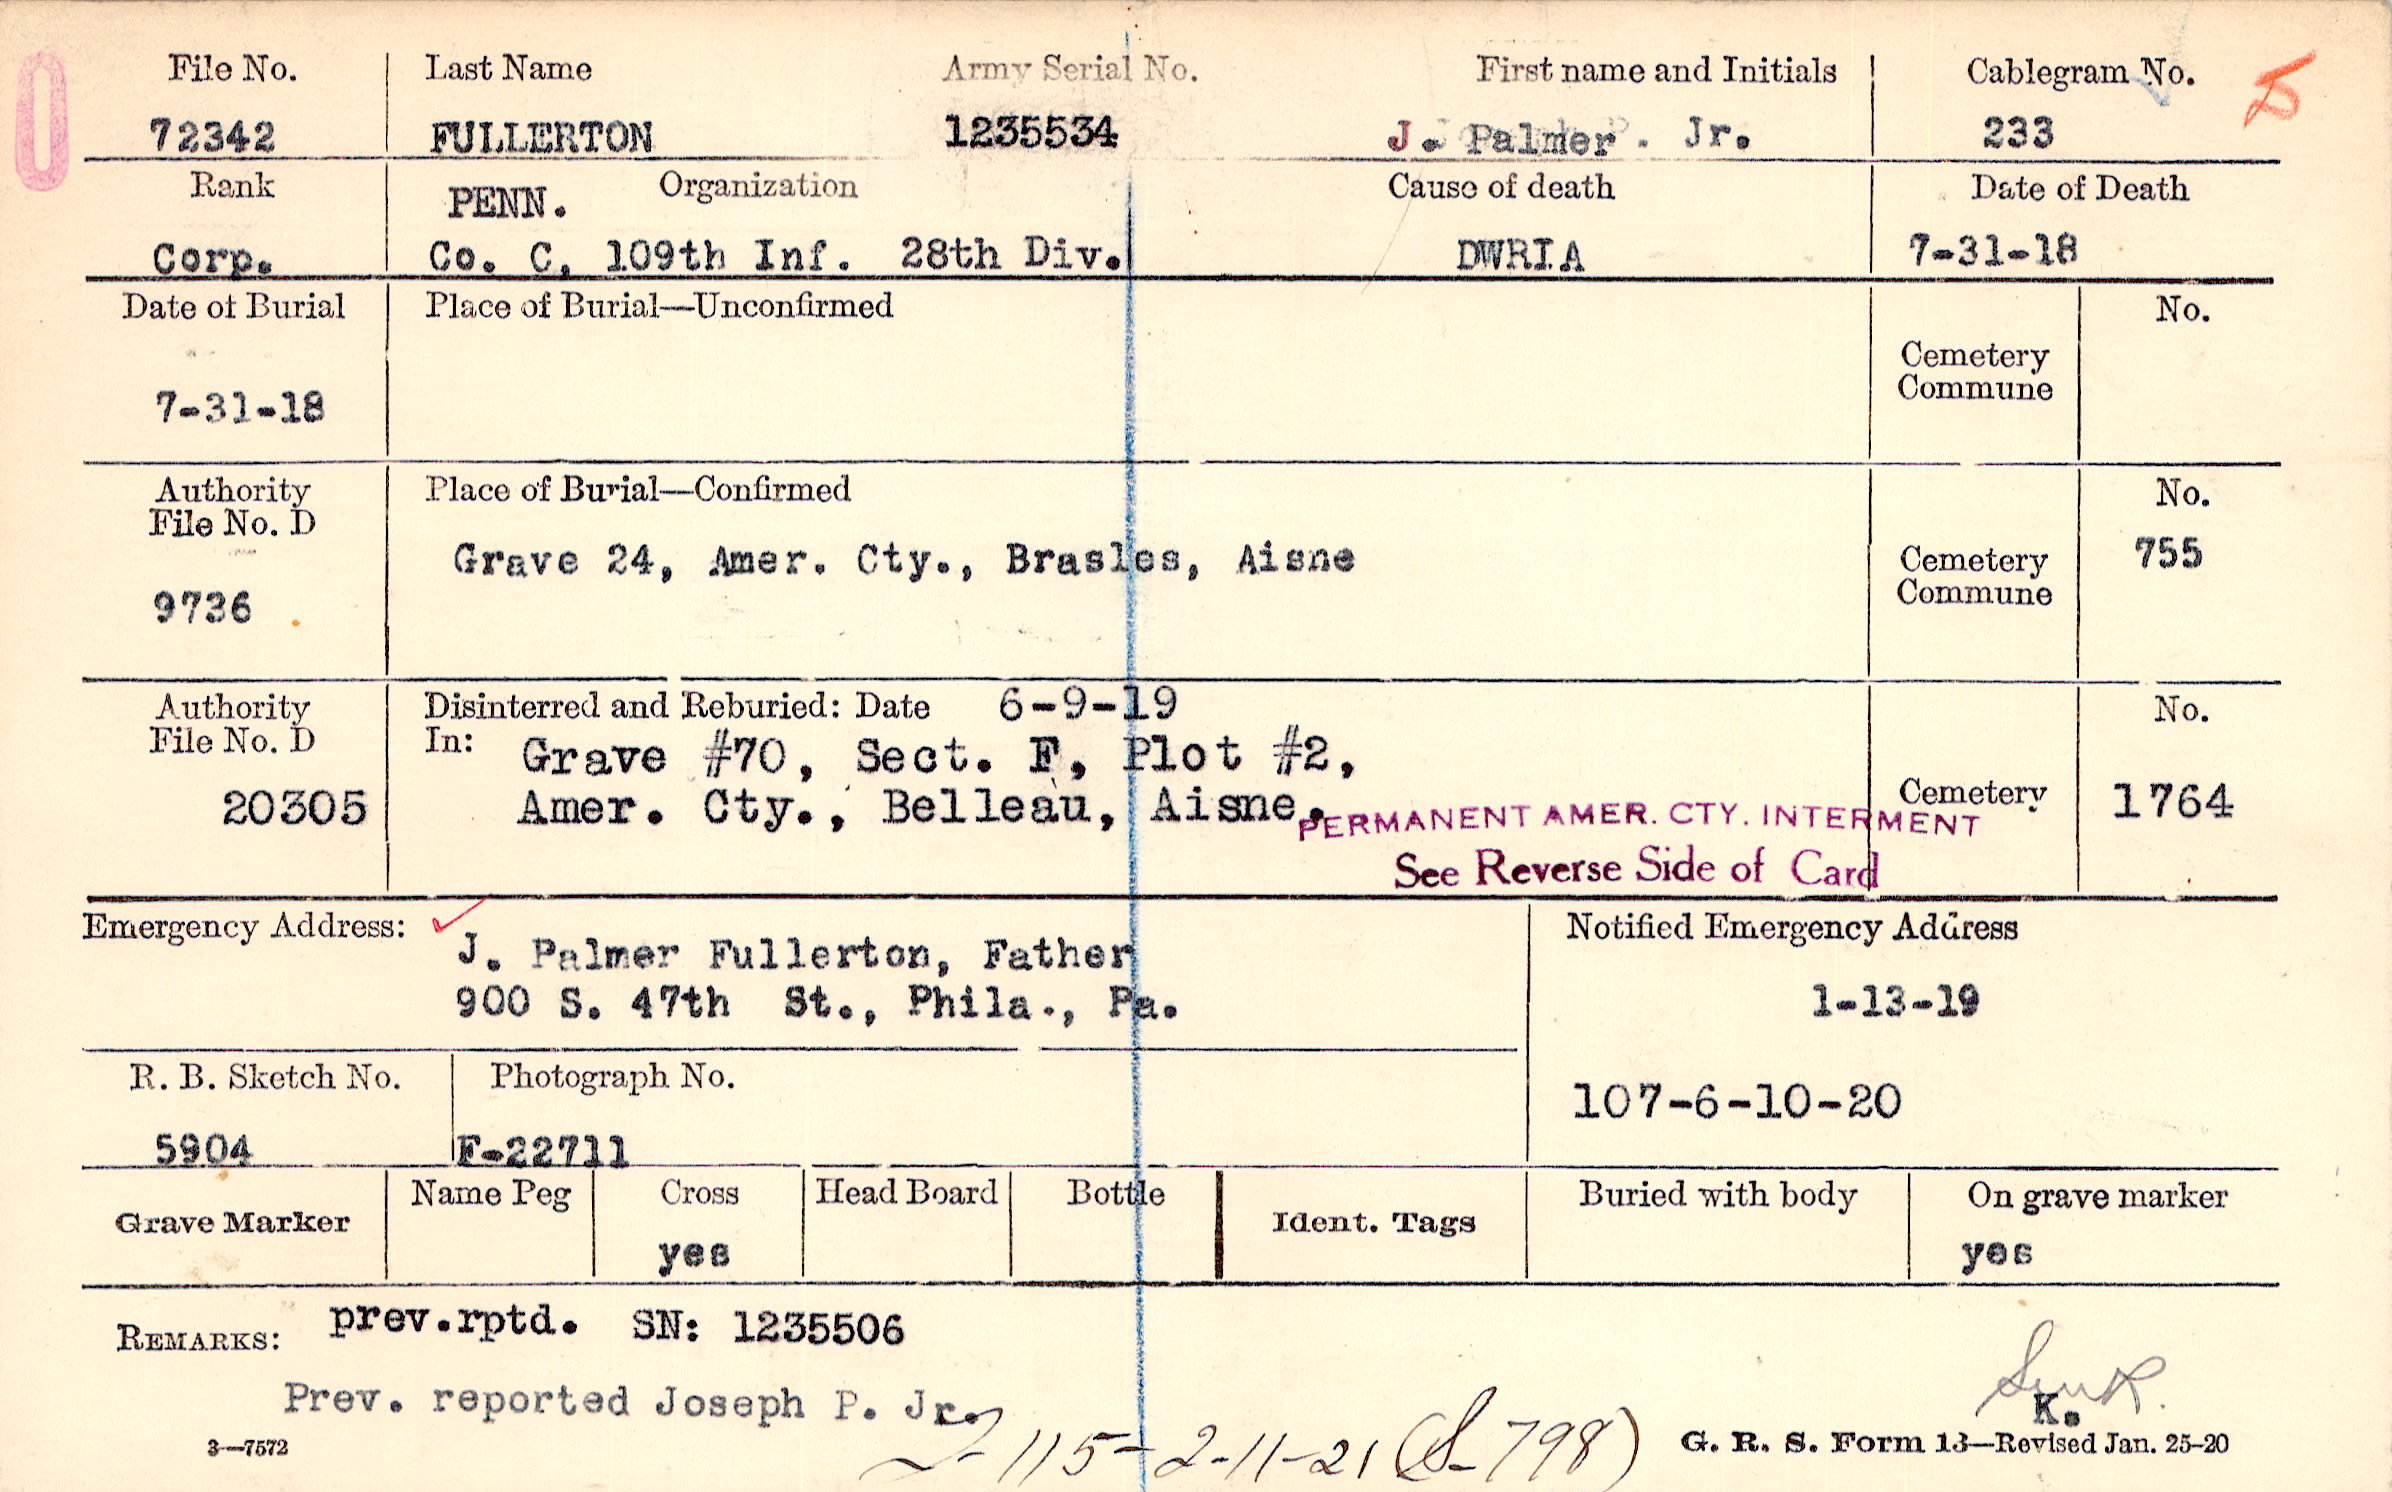 File No. Last Name Army Serial No. First name and Initials Cablegram No.
72342 FULLERTON 1235534 J. Palmer. Jr. 233
Rank PENN. Organization Cause of death Date of Death
Corp. Co. C, 109th Inf. 28th Div. DWRIA 7-31-18
Date of Burial Place of Burial—Unconfirmed No.
Cemetery
Commune
7-31-18
Authority Place of Burial—Confirmed No.
File No. D
Grave 24, Amer. Cty., Brasles, Aisne Cemetery 755
Commune
9736
Authority Disinterred and Reburied: Date 6-9-19 No.
File No. D In: Grave #70, Sect. F, Plot #2,
20305 Amer. Cty., Belleau, Aisne. Cemetery 1764
PERMANENT AMER. CTY. INTERMENT
See Reverse Side of Card
Emergency Address: Notified Emergency Address
J. Palmer Fullerton, Father
900 S. 47th St., Phila., Pa. 1-13-19
R. B. Sketch No. Photograph No.
107-6-10-20
5904 F-22711
Grave Marker Name Peg Cross Head Board Bottle Ident. Tags Buried with body On grave marker
yes yes
REMARKS: prev.rptd. SN: 1235506
Prev. reported Joseph P. Jr.
K.
115-2-11-21 (S-798)
3—7572 G. R. S. Form 13—Revised Jan. 25-20